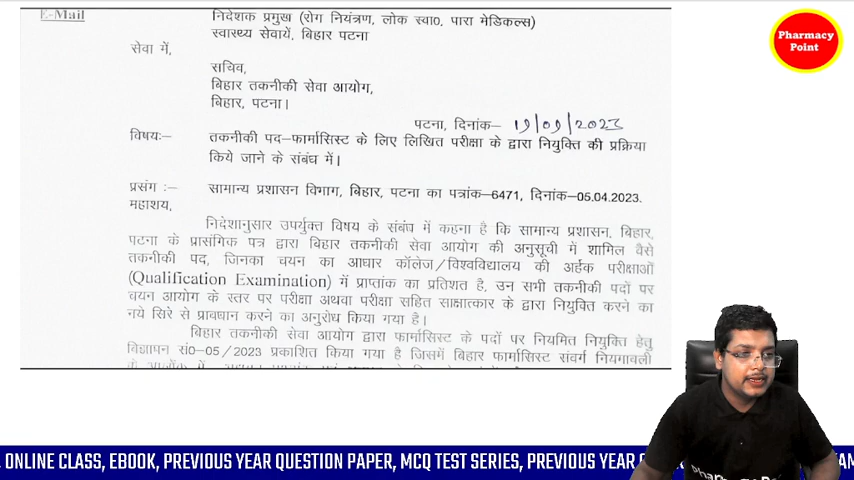 E-Mail
निदेशक प्रमुख (रोग नियंत्रण, लोक स्वा0, पारा मेडिकल्स)
स्वास्थ्य सेवायें, बिहार पटना
सेवा में,
सचिव,
बिहार तकनीकी सेवा आयोग,
बिहार, पटना।
पटना, दिनांक– 19/09/2023
विषयः– तकनीकी पद–फार्मासिस्ट के लिए लिखित परीक्षा के द्वारा नियुक्ति की प्रक्रिया
किये जाने के संबंध में।
प्रसंग :– सामान्य प्रशासन विभाग, बिहार, पटना का पत्रांक–6471, दिनांक–05.04.2023.
महाशय,
निदेशानुसार उपर्युक्त विषय के संबंध में कहना है कि सामान्य प्रशासन, बिहार,
पटना के प्रासंगिक पत्र द्वारा बिहार तकनीकी सेवा आयोग की अनुसूची में शामिल वैसे
तकनीकी पद, जिनका चयन का आधार कॉलेज/विश्वविद्यालय की अर्हक परीक्षाओं
(Qualification Examination) में प्राप्तांक का प्रतिशत है, उन सभी तकनीकी पदों पर
चयन आयोग के स्तर पर परीक्षा अथवा परीक्षा सहित साक्षात्कार के द्वारा नियुक्ति करने का
नये सिरे से प्रावधान करने का अनुरोध किया गया है।
बिहार तकनीकी सेवा आयोग द्वारा फार्मासिस्ट के पदों पर नियमित नियुक्ति हेतु
विज्ञापन सं0–05/2023 प्रकाशित किया गया है जिसमें बिहार फार्मासिस्ट संवर्ग नियमावली
Pharmacy
Point
ONLINE CLASS, EBOOK, PREVIOUS YEAR QUESTION PAPER, MCQ TEST SERIES, PREVIOUS YEAR